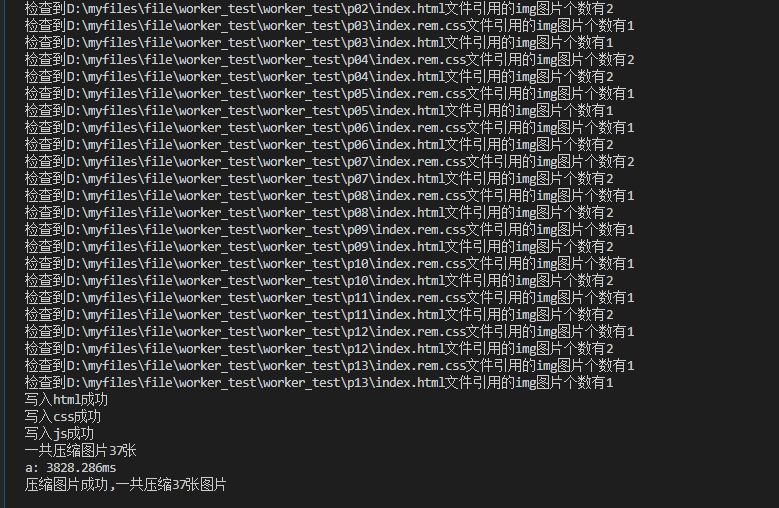 检查到D:\myfiles\file\worker_test\worker_test\p02\index.html文件引用的img图片个数有2
检查到D:\myfiles\file\worker_test\worker_test\p03\index.rem.css文件引用的img图片个数有1
检查到D:\myfiles\file\worker_test\worker_test\p03\index.html文件引用的img图片个数有1
检查到D:\myfiles\file\worker_test\worker_test\p04\index.rem.css文件引用的img图片个数有2
检查到D:\myfiles\file\worker_test\worker_test\p04\index.html文件引用的img图片个数有2
检查到D:\myfiles\file\worker_test\worker_test\p05\index.rem.css文件引用的img图片个数有1
检查到D:\myfiles\file\worker_test\worker_test\p05\index.html文件引用的img图片个数有1
检查到D:\myfiles\file\worker_test\worker_test\p06\index.rem.css文件引用的img图片个数有1
检查到D:\myfiles\file\worker_test\worker_test\p06\index.html文件引用的img图片个数有2
检查到D:\myfiles\file\worker_test\worker_test\p07\index.rem.css文件引用的img图片个数有2
检查到D:\myfiles\file\worker_test\worker_test\p07\index.html文件引用的img图片个数有2
检查到D:\myfiles\file\worker_test\worker_test\p08\index.rem.css文件引用的img图片个数有1
检查到D:\myfiles\file\worker_test\worker_test\p08\index.html文件引用的img图片个数有2
检查到D:\myfiles\file\worker_test\worker_test\p09\index.rem.css文件引用的img图片个数有1
检查到D:\myfiles\file\worker_test\worker_test\p09\index.html文件引用的img图片个数有2
检查到D:\myfiles\file\worker_test\worker_test\p10\index.rem.css文件引用的img图片个数有1
检查到D:\myfiles\file\worker_test\worker_test\p10\index.html文件引用的img图片个数有2
检查到D:\myfiles\file\worker_test\worker_test\p11\index.rem.css文件引用的img图片个数有1
检查到D:\myfiles\file\worker_test\worker_test\p11\index.html文件引用的img图片个数有2
检查到D:\myfiles\file\worker_test\worker_test\p12\index.rem.css文件引用的img图片个数有1
检查到D:\myfiles\file\worker_test\worker_test\p12\index.html文件引用的img图片个数有2
检查到D:\myfiles\file\worker_test\worker_test\p13\index.rem.css文件引用的img图片个数有1
检查到D:\myfiles\file\worker_test\worker_test\p13\index.html文件引用的img图片个数有1
写入html成功
写入css成功
写入js成功
一共压缩图片37张
a: 3828.286ms
压缩图片成功,一共压缩37张图片